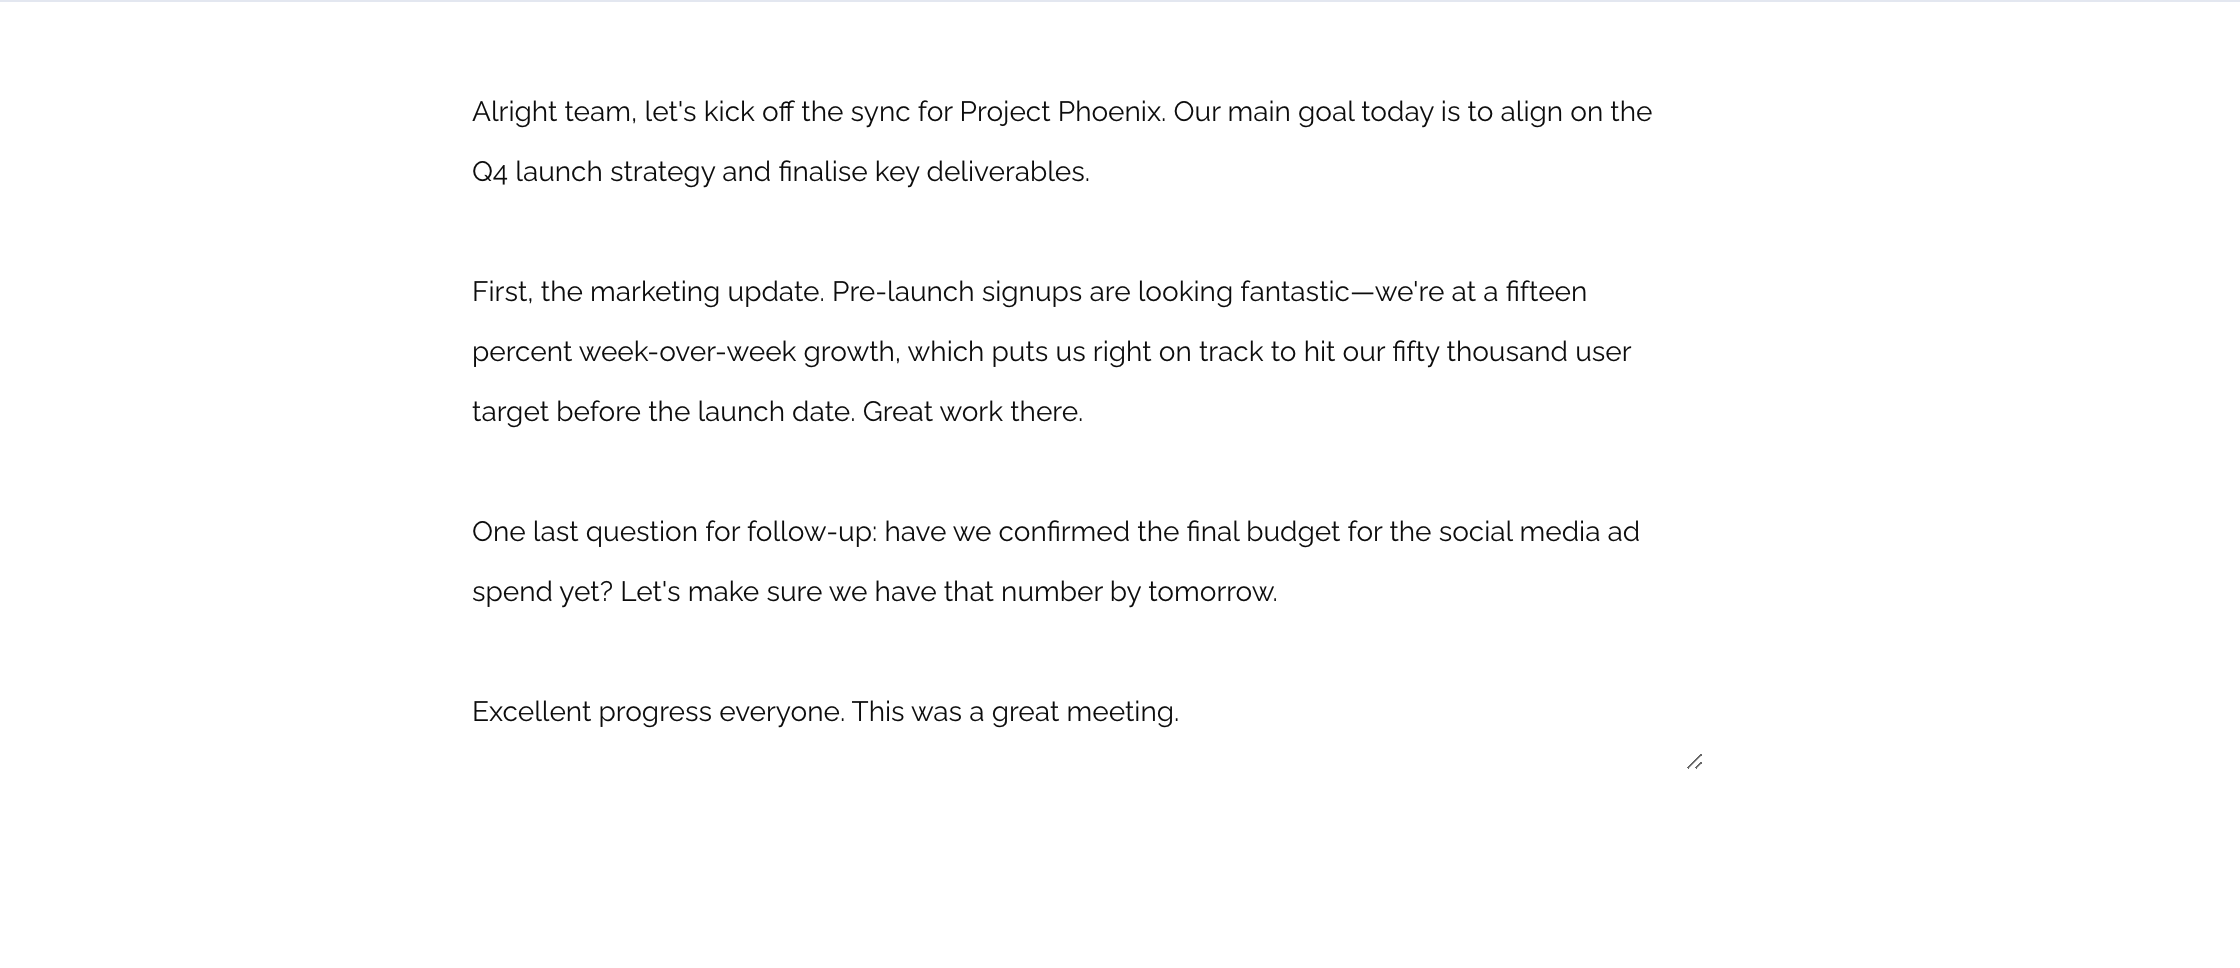 Alright team, let's kick off the sync for Project Phoenix. Our main goal today is to align on the
Q4 launch strategy and finalise key deliverables.
First, the marketing update. Pre-launch signups are looking fantastic—we're at a fifteen
percent week-over-week growth, which puts us right on track to hit our fifty thousand user
target before the launch date. Great work there.
One last question for follow-up: have we confirmed the final budget for the social media ad
spend yet? Let's make sure we have that number by tomorrow.
Excellent progress everyone. This was a great meeting.